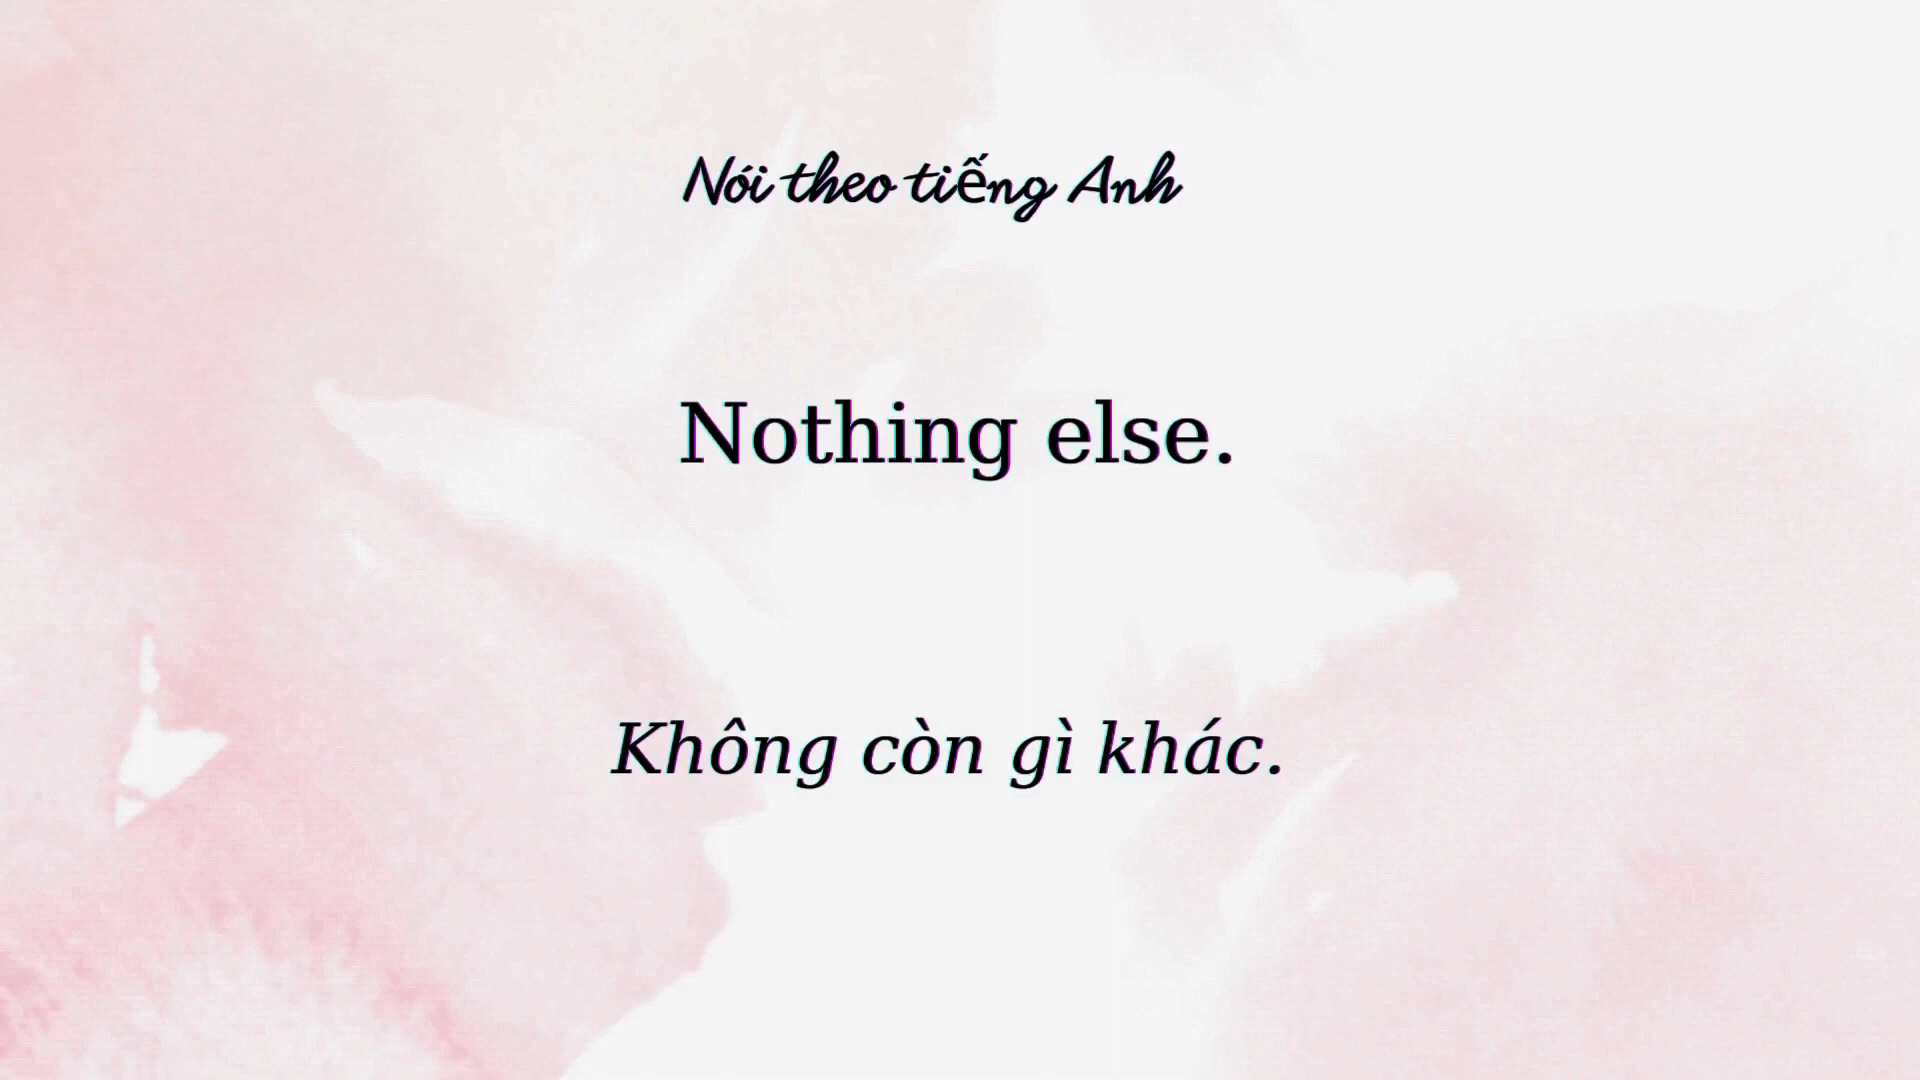 Nói theo tiếng Anh
Nothing else.
Không còn gì khác.